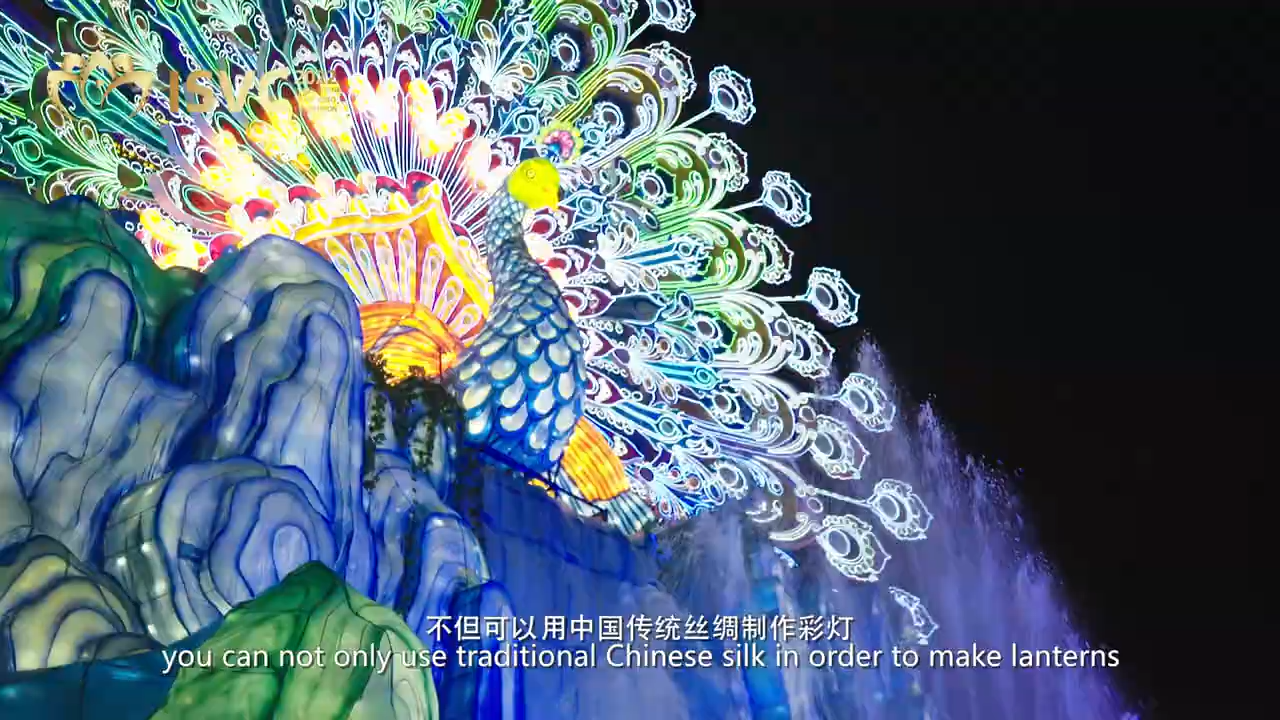 ISVC
不但可以用中国传统丝绸制作彩灯
you can not only use traditional Chinese silk in order to make lanterns